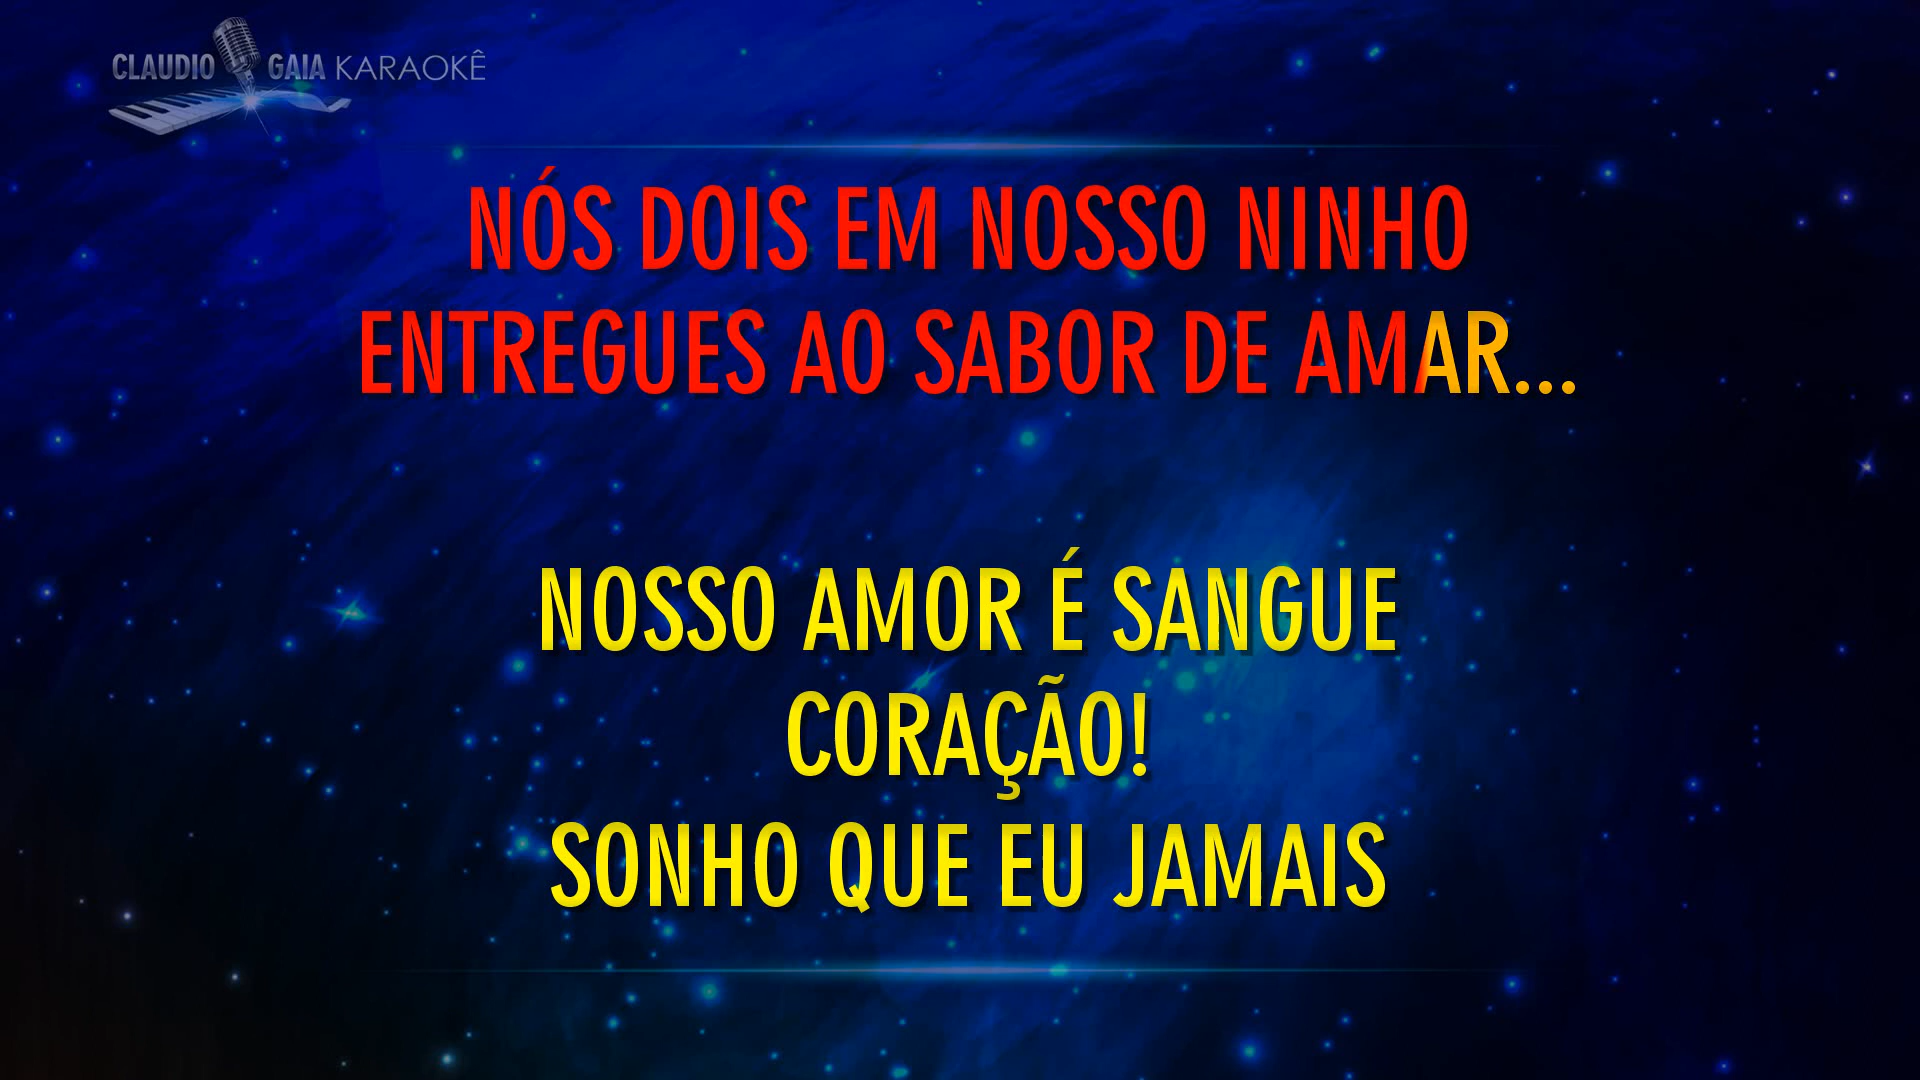 CLAUDIO GAIA KARAOKÊ
NÓS DOIS EM NOSSO NINHO
ENTREGUES AO SABOR DE AMAR...
NOSSO AMOR É SANGUE
CORAÇÃO!
SONHO QUE EU JAMAIS